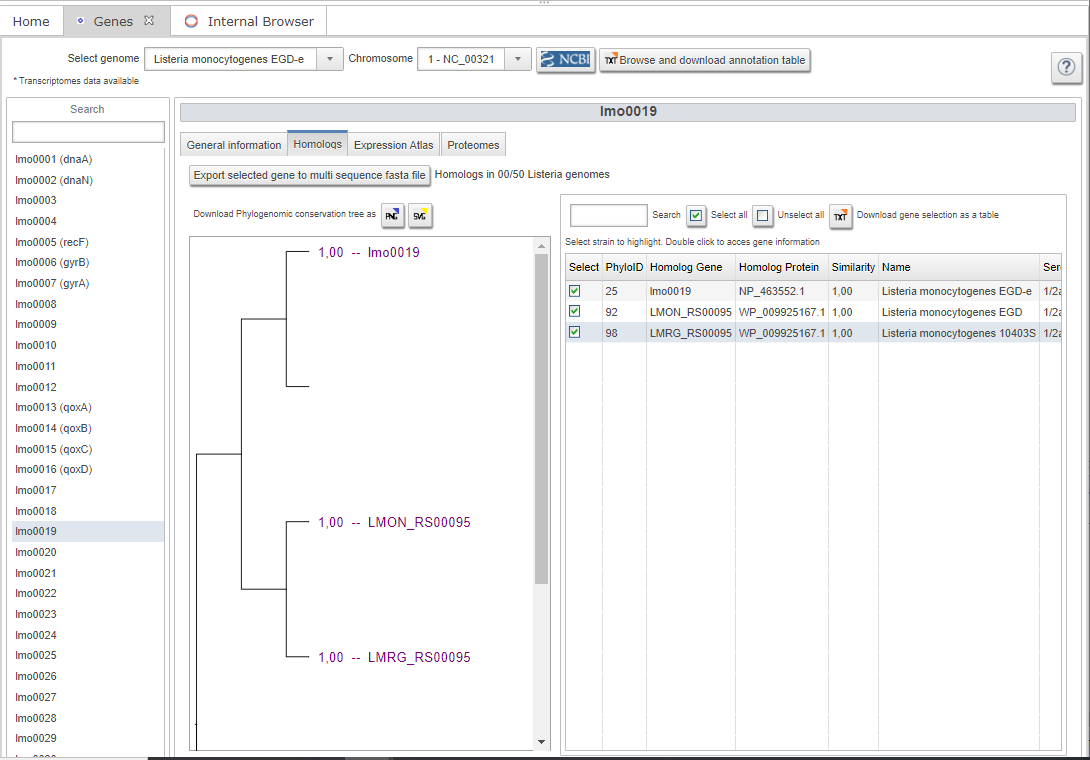 Home
Genes
Internal Browser
Select genome
Listeria monocytogenes EGD-e
Chromosome
1 - NC_00321
NCBI
TXT Browse and download annotation table
* Transcriptomes data available
?
Search
lmo0001 (dnaA)
lmo0002 (dnaN)
lmo0003
lmo0004
lmo0005 (recF)
lmo0006 (gyrB)
lmo0007 (gyrA)
lmo0008
lmo0009
lmo0010
lmo0011
lmo0012
lmo0013 (qoxA)
lmo0014 (qoxB)
lmo0015 (qoxC)
lmo0016 (qoxD)
lmo0017
lmo0018
lmo0019
lmo0020
lmo0021
lmo0022
lmo0023
lmo0024
lmo0025
lmo0026
lmo0027
lmo0028
lmo0029
lmo0019
General information
Homologs
Expression Atlas
Proteomes
Export selected gene to multi sequence fasta file
Homologs in 00/50 Listeria genomes
Download Phylogenomic conservation tree as
PNG
SVG
1,00 -- lmo0019
1,00 -- LMON_RS00095
1,00 -- LMRG_RS00095
Search
Select all
Unselect all
TXT
Download gene selection as a table
Select strain to highlight. Double click to acces gene information
Select PhyloID Homolog Gene Homolog Protein Similarity Name Ser
25 lmo0019 NP_463552.1 1,00 Listeria monocytogenes EGD-e 1/2a
92 LMON_RS00095 WP_009925167.1 1,00 Listeria monocytogenes EGD 1/2a
98 LMRG_RS00095 WP_009925167.1 1,00 Listeria monocytogenes 10403S 1/2a